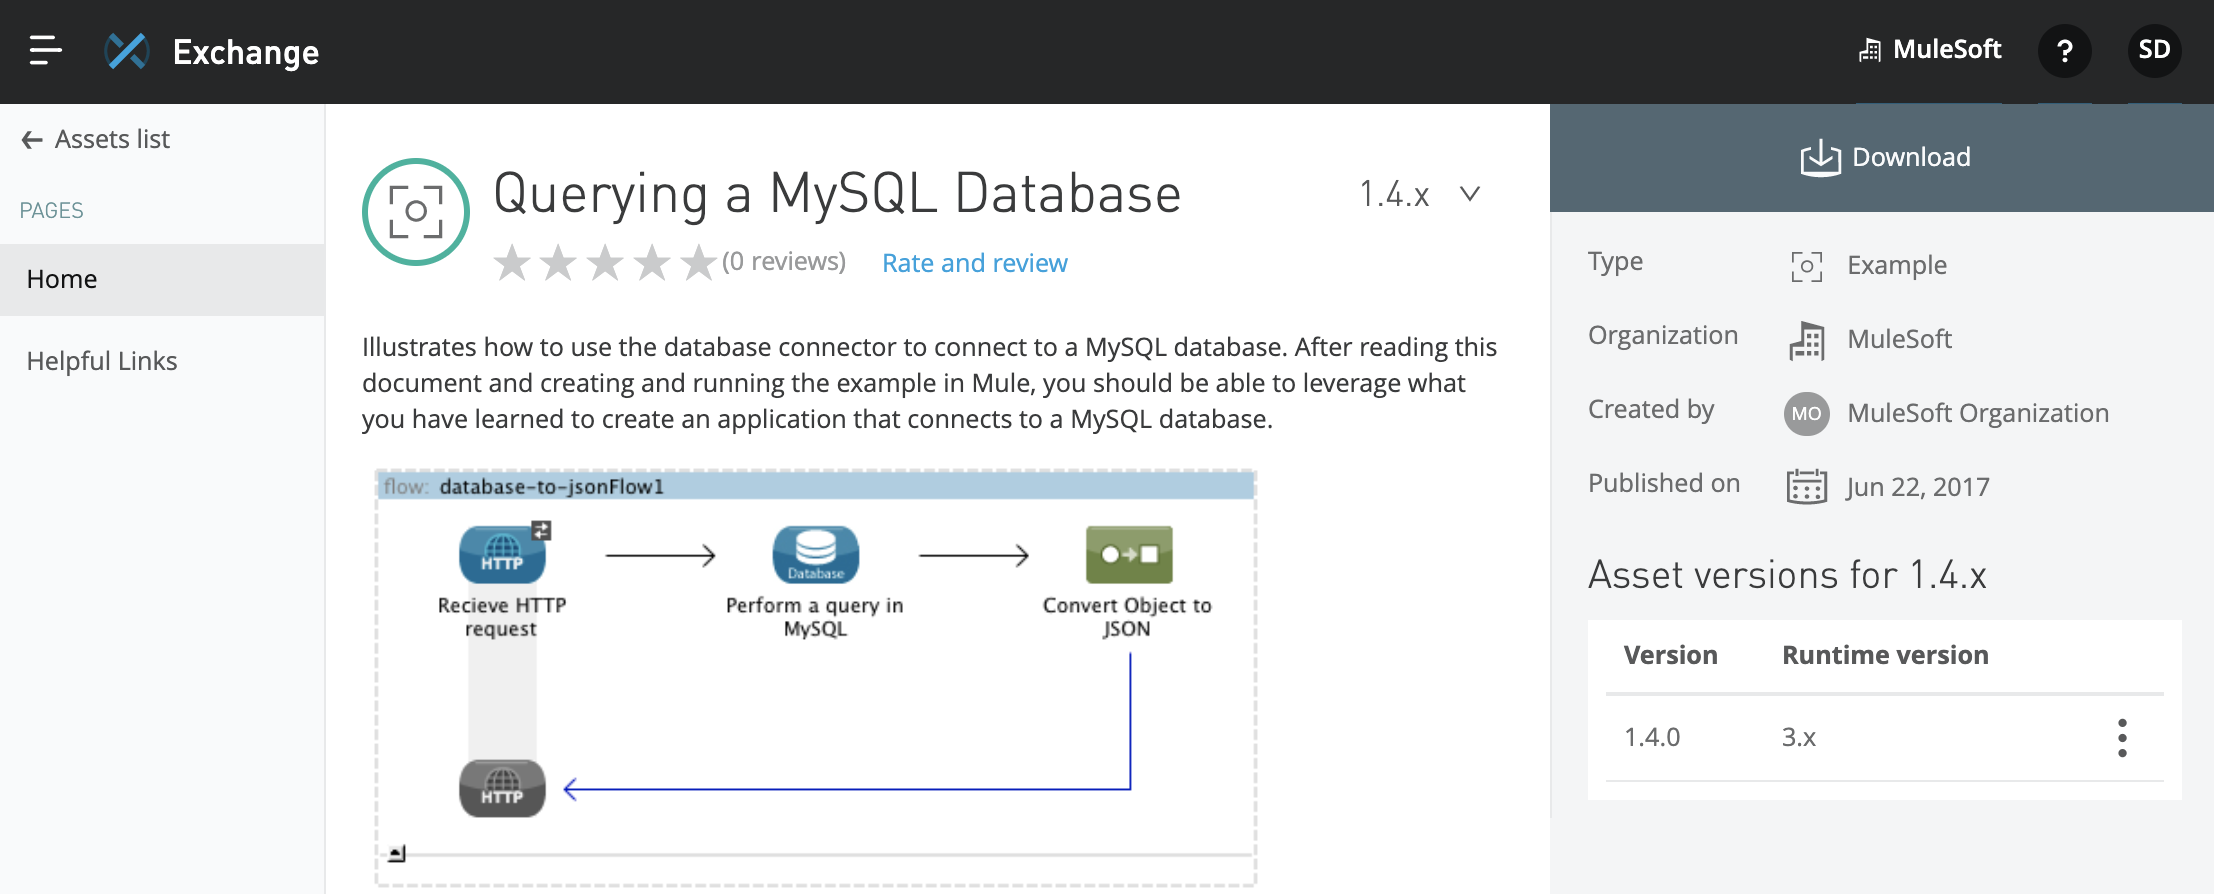 Exchange
MuleSoft
?
SD
Assets list
PAGES
Home
Helpful Links
Querying a MySQL Database
1.4.x
(0 reviews)
Rate and review
Illustrates how to use the database connector to connect to a MySQL database. After reading this
document and creating and running the example in Mule, you should be able to leverage what
you have learned to create an application that connects to a MySQL database.
flow: database-to-jsonFlow1
HTTP
Database
Recieve HTTP
request
Perform a query in
MySQL
Convert Object to
JSON
HTTP
Download
Type
Example
Organization
MuleSoft
Created by
MO
MuleSoft Organization
Published on
Jun 22, 2017
Asset versions for 1.4.x
Version
Runtime version
1.4.0
3.x